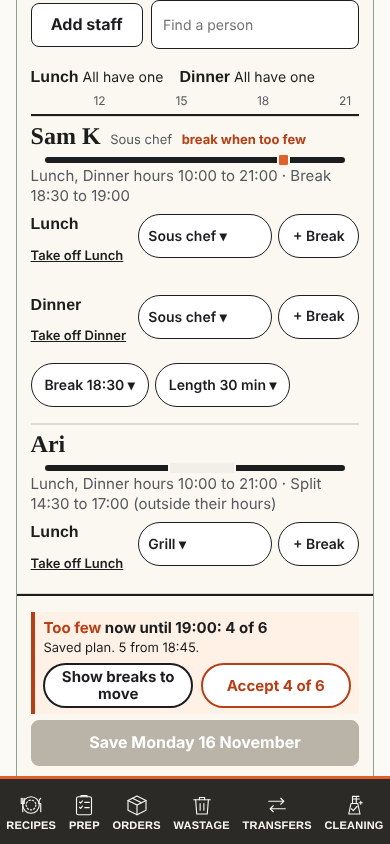 Add staff Find a person
Lunch All have one Dinner All have one
12 15 18 21
Sam K Sous chef break when too few
Lunch, Dinner hours 10:00 to 21:00 · Break
18:30 to 19:00
Lunch
Sous chef ▾ + Break
Take off Lunch
Dinner
Sous chef ▾ + Break
Take off Dinner
Break 18:30 ▾ Length 30 min ▾
Ari
Lunch, Dinner hours 10:00 to 21:00 · Split
14:30 to 17:00 (outside their hours)
Lunch
Grill ▾ + Break
Take off Lunch
Too few now until 19:00: 4 of 6
Saved plan. 5 from 18:45.
Show breaks to
move
Accept 4 of 6
Save Monday 16 November
RECIPES PREP ORDERS WASTAGE TRANSFERS CLEANING